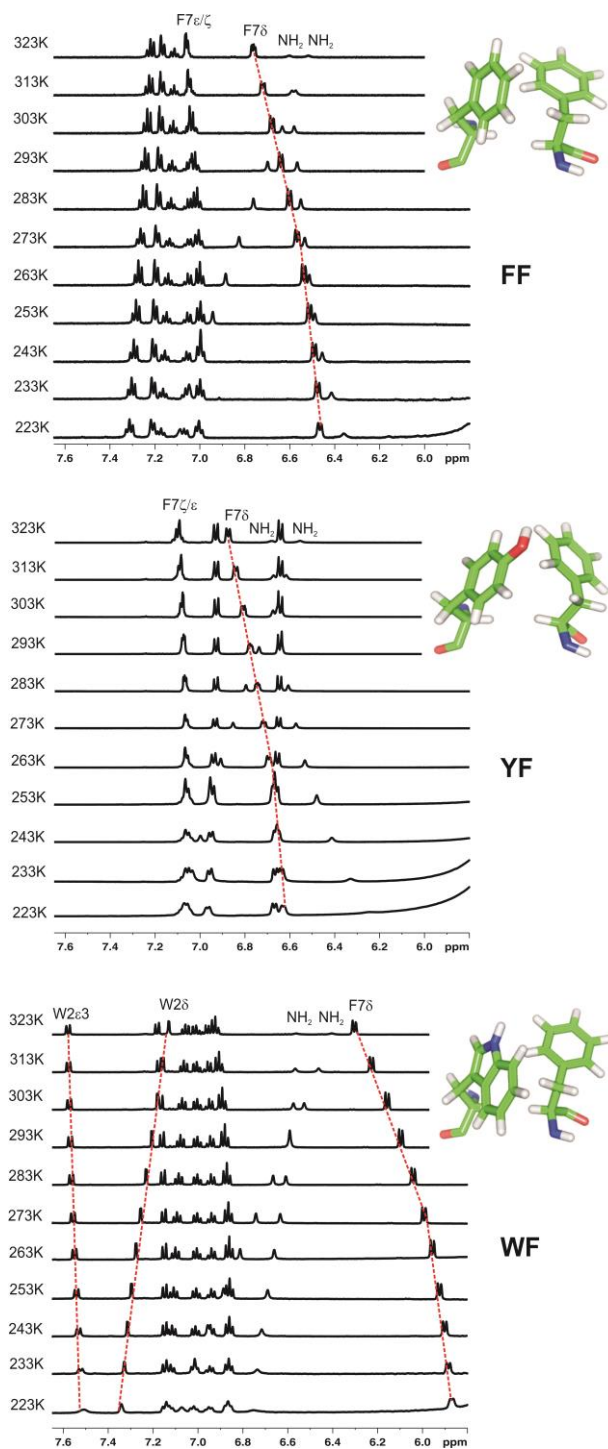 F7ε/ζ F7δ NH2 NH2
323K
313K
303K
293K
283K
273K
263K
253K
243K
233K
223K
FF
7.6 7.4 7.2 7.0 6.8 6.6 6.4 6.2 6.0 ppm
F7ζ/ε F7δ NH2 NH2
323K
313K
303K
293K
283K
273K
263K
253K
243K
233K
223K
YF
7.6 7.4 7.2 7.0 6.8 6.6 6.4 6.2 6.0 ppm
W2ε3 W2δ NH2 NH2 F7δ
323K
313K
303K
293K
283K
273K
263K
253K
243K
233K
223K
WF
7.6 7.4 7.2 7.0 6.8 6.6 6.4 6.2 6.0 ppm